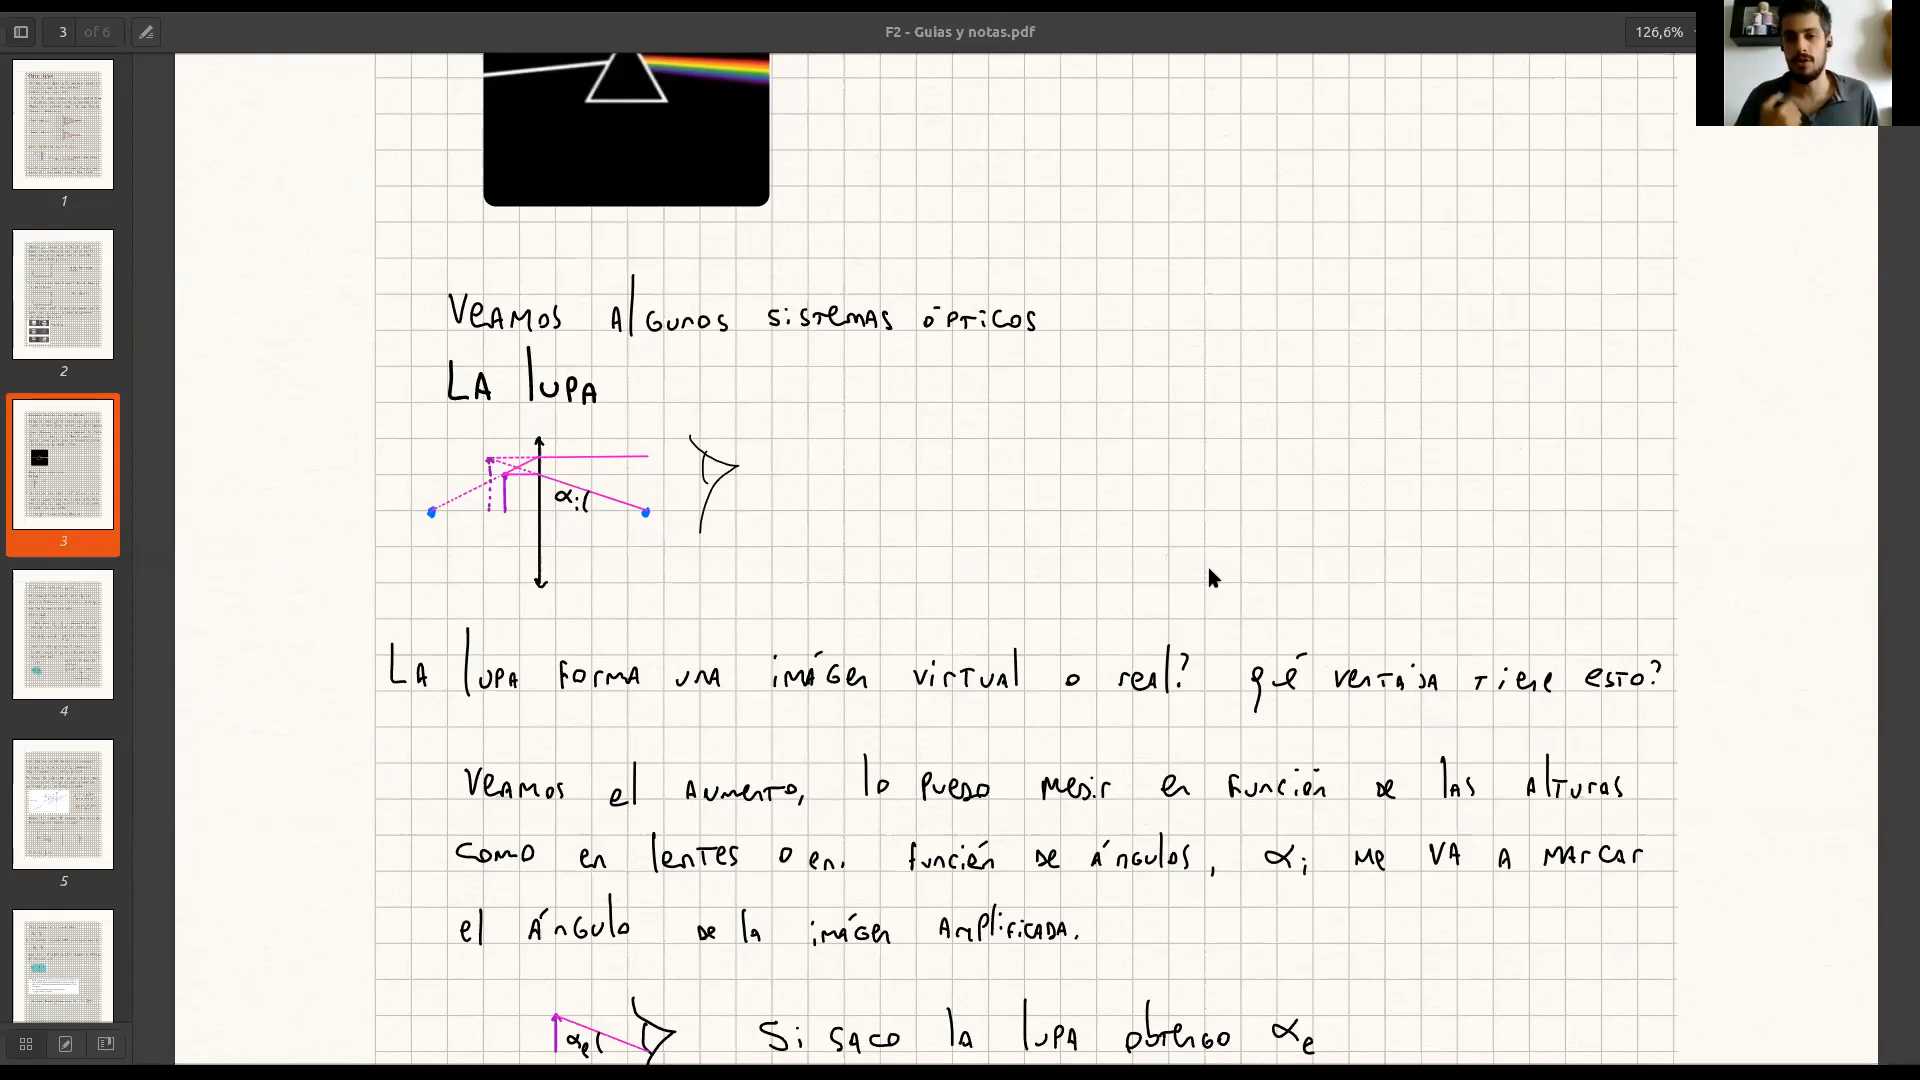 3 of 6
F2 - Guias y notas.pdf
126,6%
1
2
3
4
5
Veamos algunos sistemas ópticos
La lupa
αi
La lupa forma una imágen virtual o real? qué ventaja tiene esto?
Veamos el aumento, lo puedo medir en función de las alturas
como en lentes o en. función de ángulos, αi me va a marcar
el ángulo de la imágen amplificada.
αe
Si saco la lupa obtengo αe